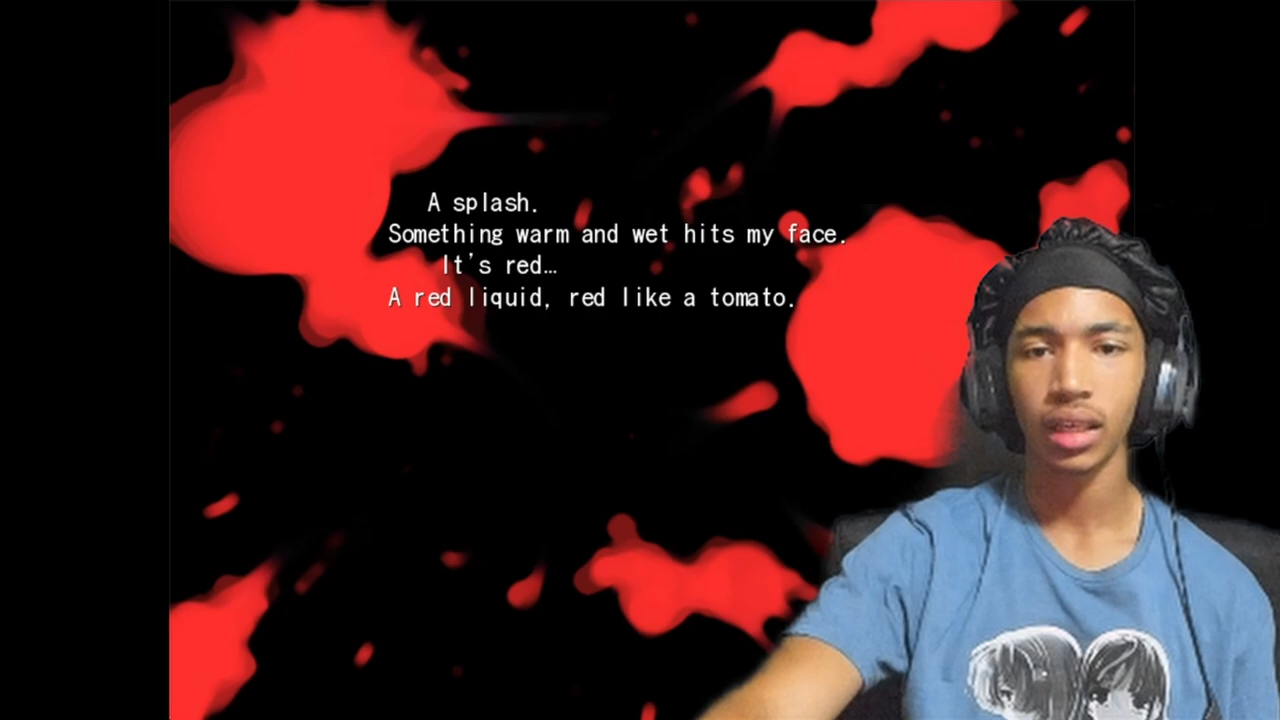 A splash.
Something warm and wet hits my face.
It's red…
A red liquid, red like a tomato.